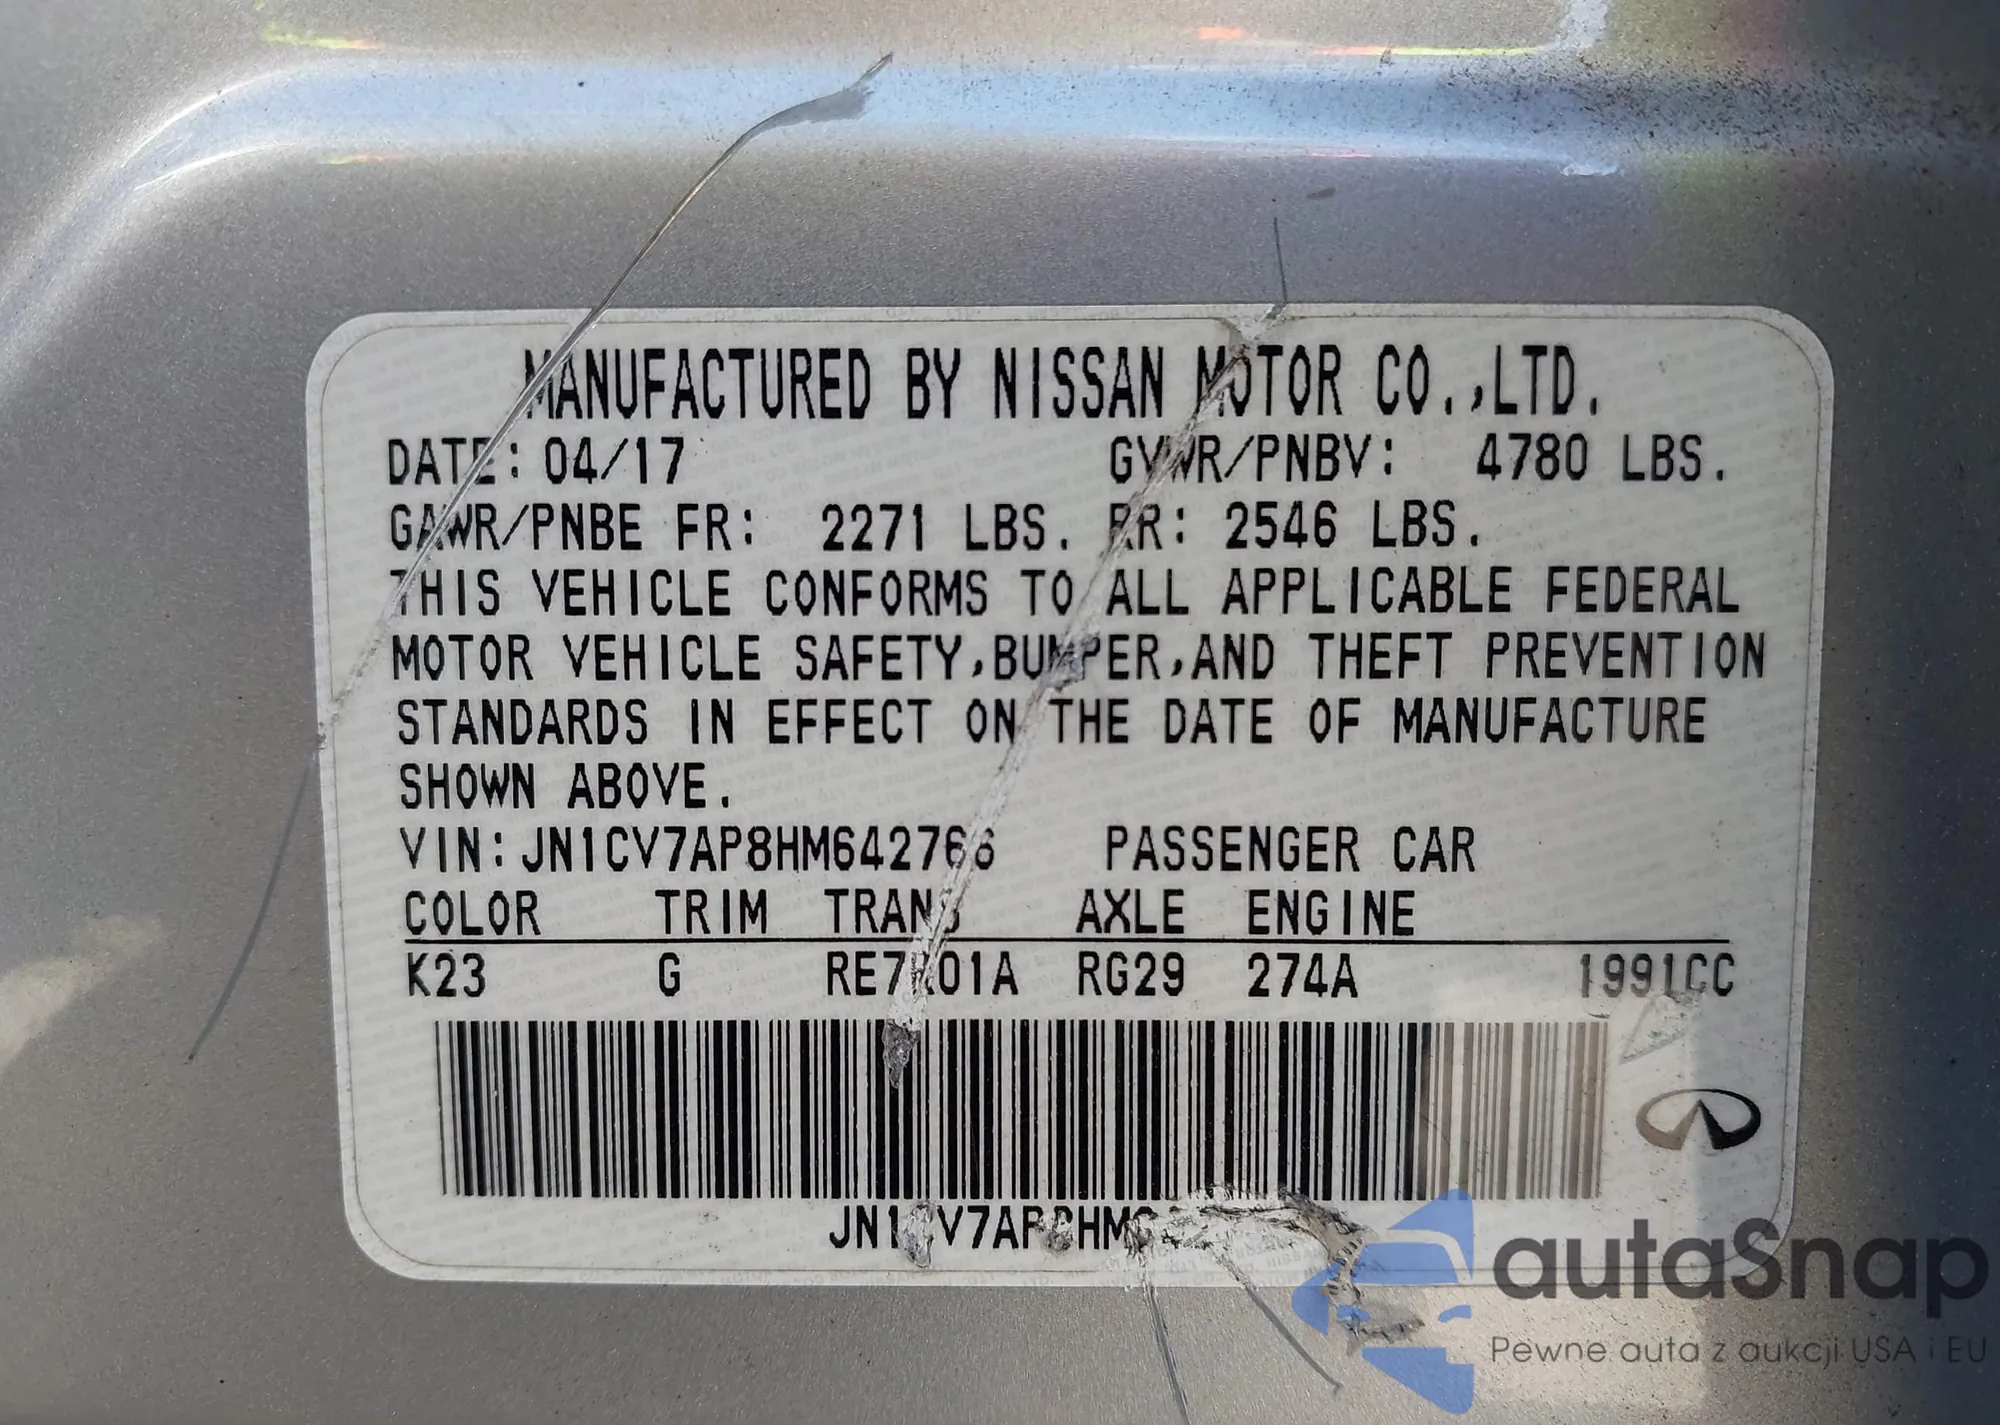 MANUFACTURED BY NISSAN MOTOR CO.,LTD.
DATE: 04/17 GVWR/PNBV: 4780 LBS.
GAWR/PNBE FR: 2271 LBS. RR: 2546 LBS.
THIS VEHICLE CONFORMS TO ALL APPLICABLE FEDERAL
MOTOR VEHICLE SAFETY,BUMPER,AND THEFT PREVENTION
STANDARDS IN EFFECT ON THE DATE OF MANUFACTURE
SHOWN ABOVE.
VIN:JN1CV7AP8HM642766 PASSENGER CAR
COLOR TRIM TRANS AXLE ENGINE
K23 G RE7R01A RG29 274A 1991CC
autaSnap
Pewne auta z aukcji USA i EU